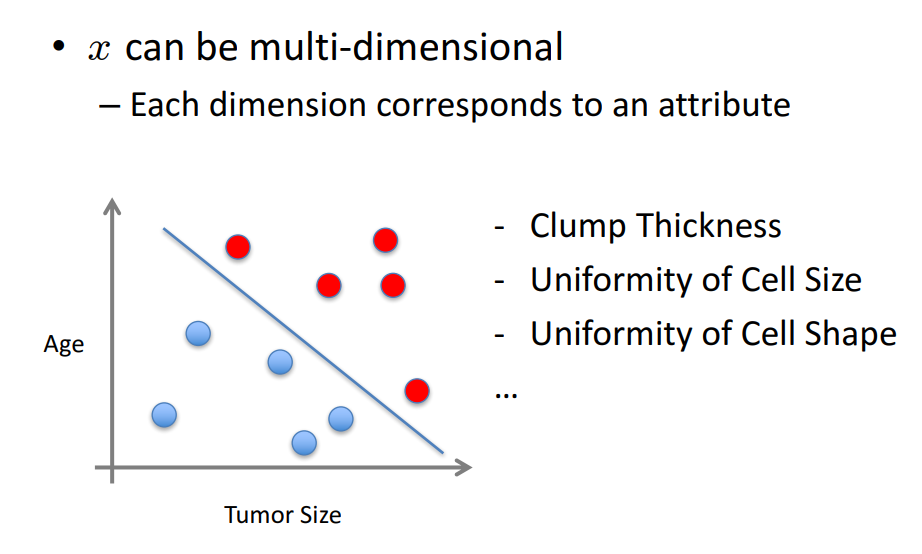 • x can be multi-dimensional
– Each dimension corresponds to an attribute
- Clump Thickness
- Uniformity of Cell Size
- Uniformity of Cell Shape
...
Age
Tumor Size